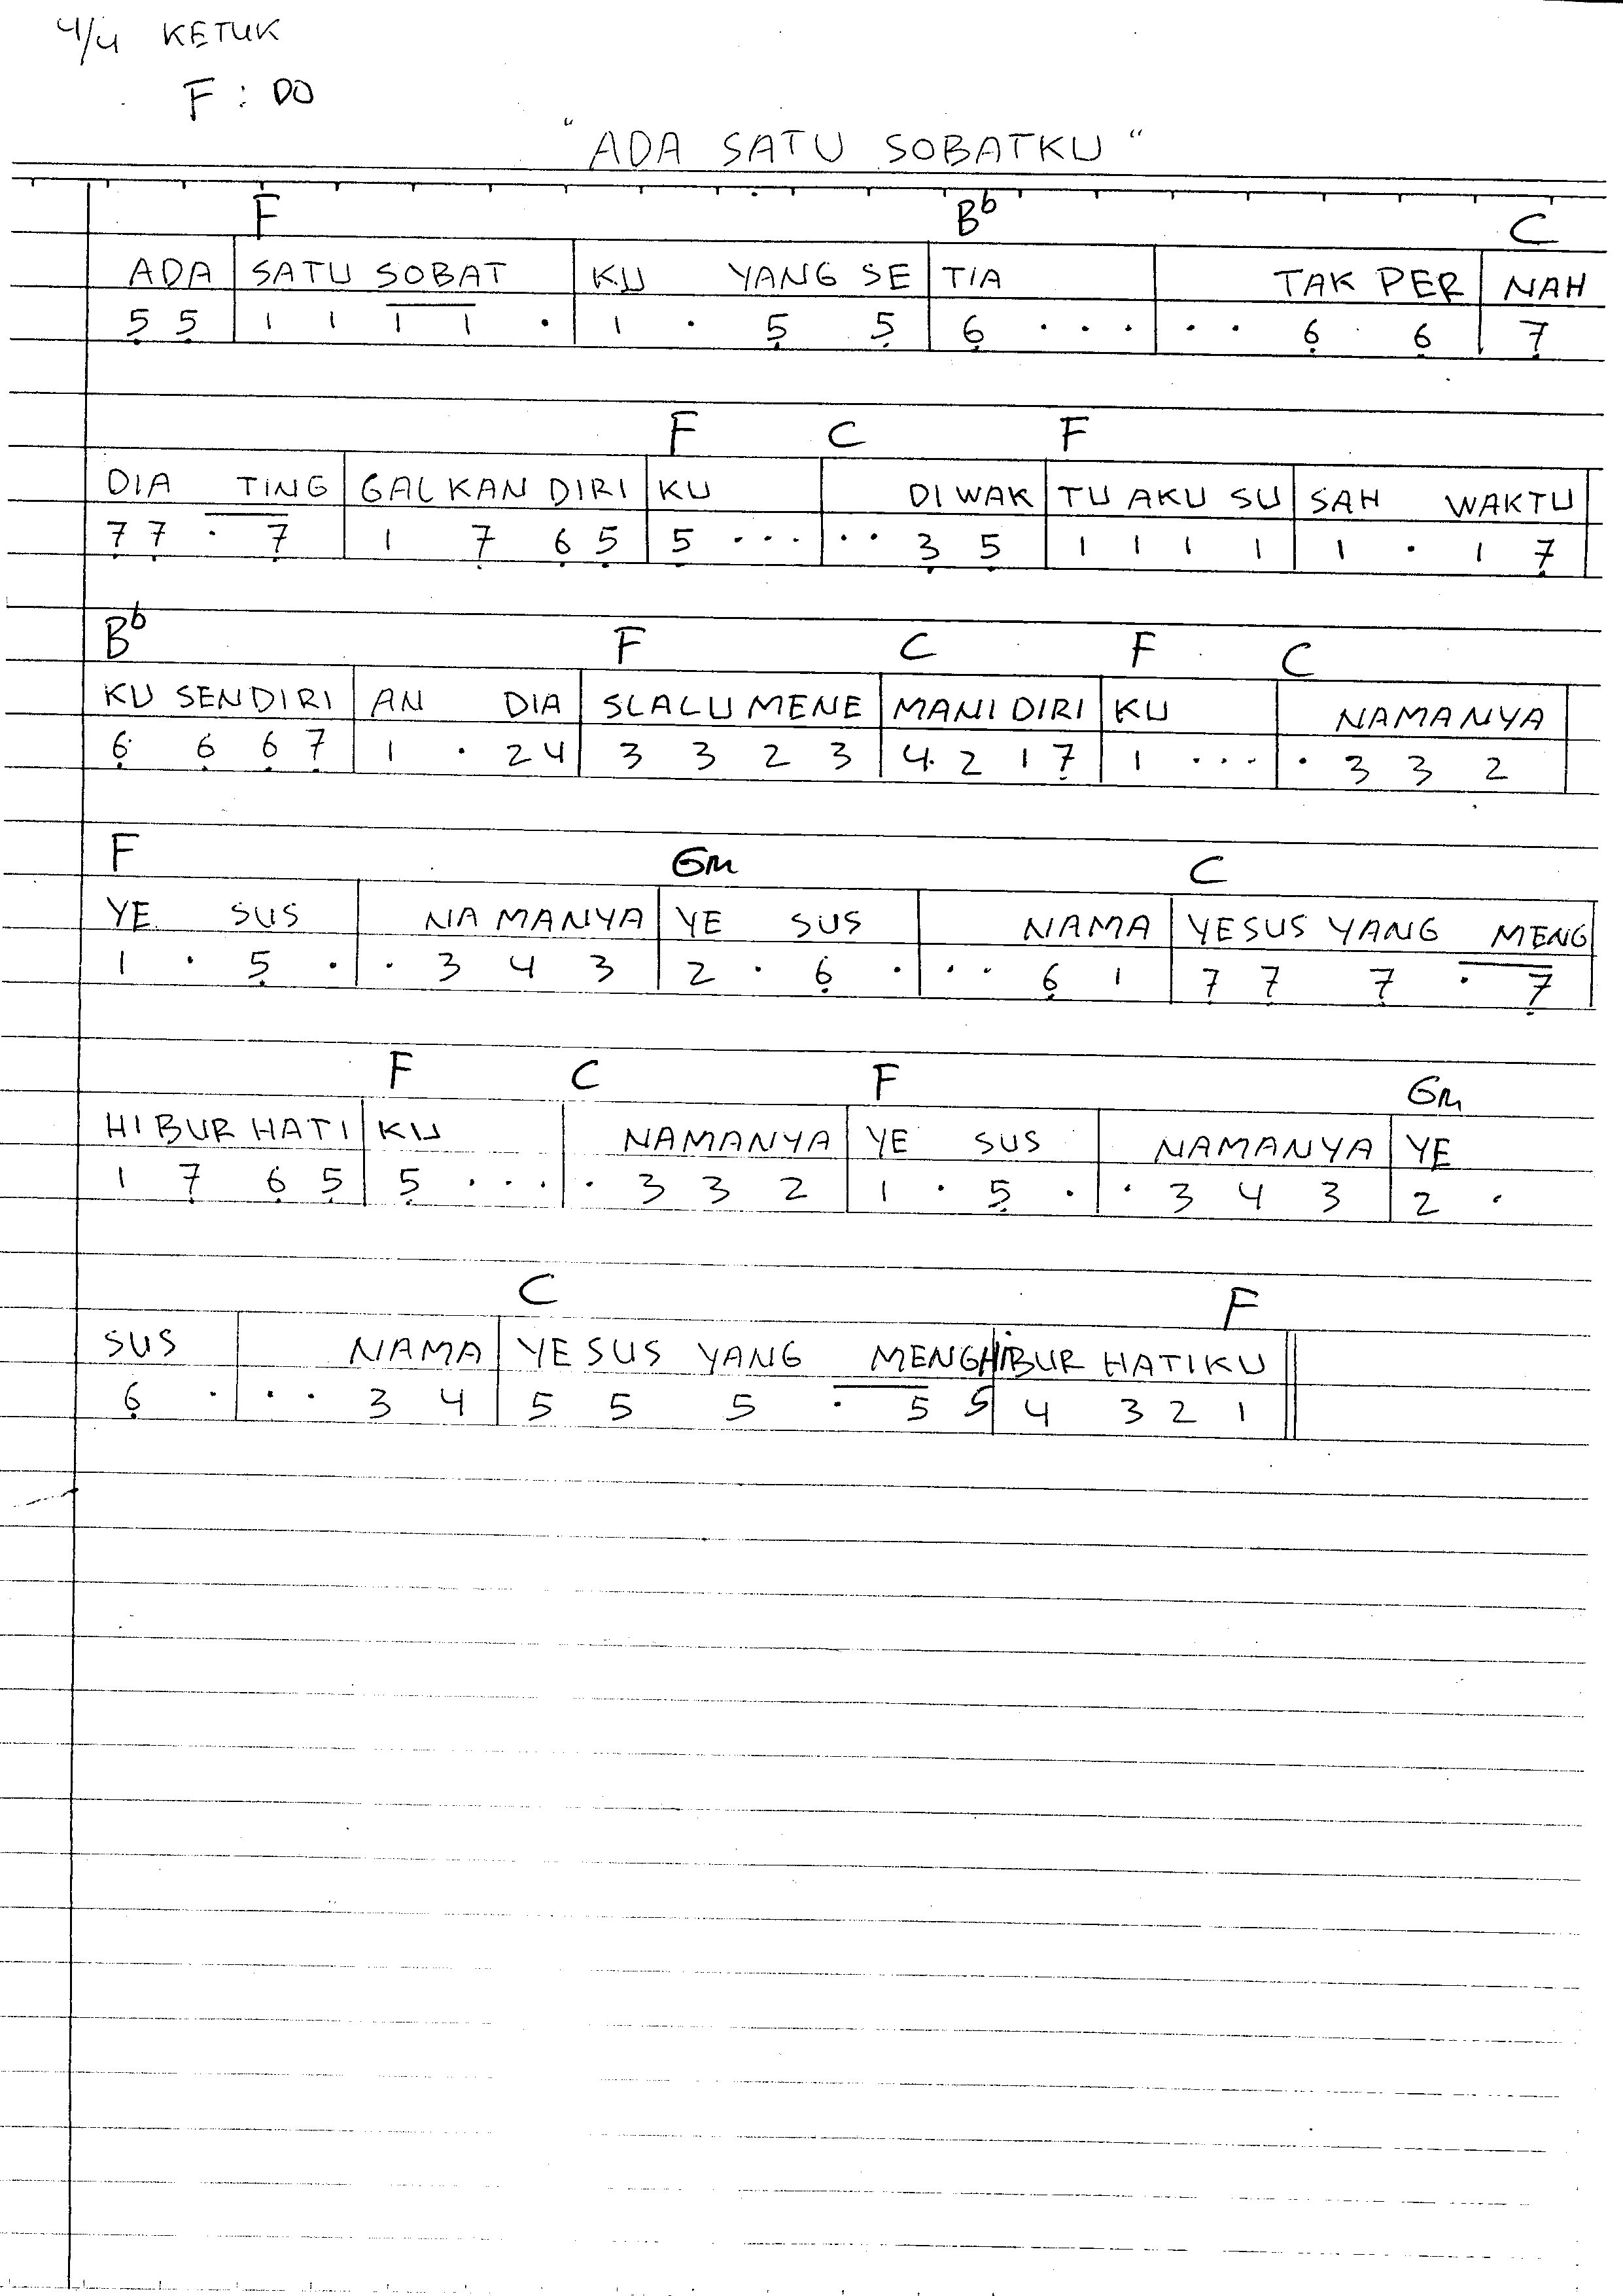 4/4 KETUK
F : DO
"ADA SATU SOBATKU"
F Bb C
ADA | SATU SOBAT | KU YANG SE | TIA | TAK PER | NAH
5̣ 5̣ | 1 1 1 1 . | 1 . 5̣ 5̣ | 6̣ . . . | . . 6̣ 6̣ | 7̣
F C F
DIA TING | GALKAN DIRI | KU | DI WAK | TU AKU SU | SAH WAKTU |
7̣ 7̣ . 7̣ | 1 7̣ 6̣ 5̣ | 5̣ . . . | . . 3̣ 5̣ | 1 1 1 1 | 1 . 1 7̣ |
Bb F C F C
KU SENDIRI | AN DIA | SLALU MENE | MANI DIRI | KU | NAMANYA |
6̣ 6̣ 6̣ 7̣ | 1 . 2 4 | 3 3 2 3 | 4 2 1 7̣ | 1 . . . | . 3 3 2 |
F Gm C
YE SUS | NAMANYA | YE SUS | NAMA | YESUS YANG MENG |
1 . 5̣ . | . 3 4 3 | 2 . 6̣ . | . . 6̣ 1 | 7̣ 7̣ 7̣ . 7̣ |
F C F Gm
HIBUR HATI | KU | NAMANYA | YE SUS | NAMANYA | YE
1 7̣ 6̣ 5̣ | 5̣ . . . | . 3 3 2 | 1 . 5̣ . | . 3 4 3 | 2 .
C F
SUS | NAMA | YESUS YANG MENGHIBUR HATIKU ||
6̣ . | . . 3 4 | 5 5 5 . 5 5 | 4 3 2 1 ||